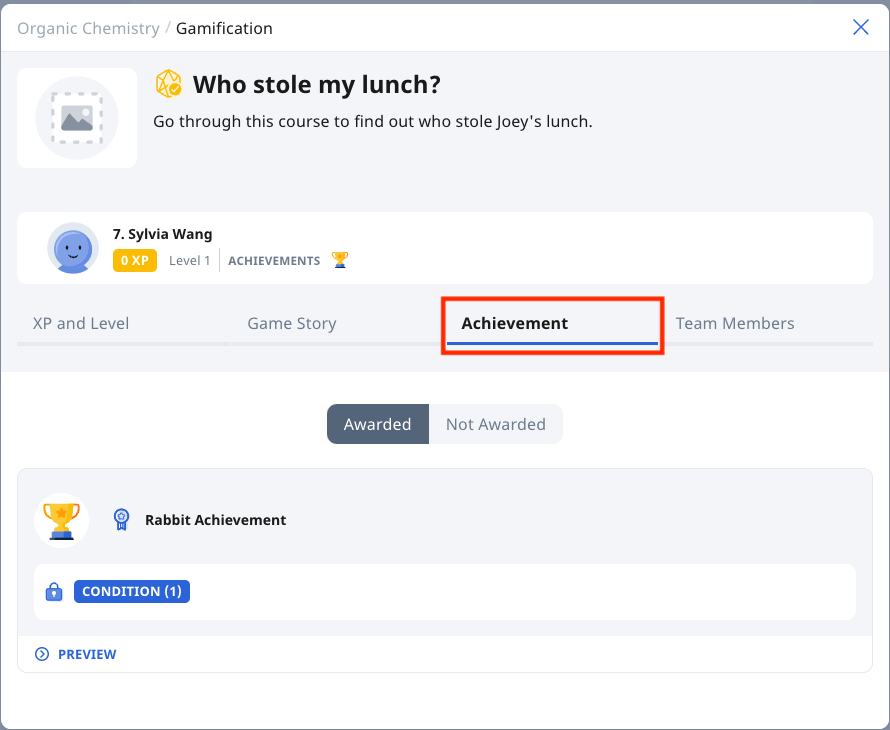 Organic Chemistry / Gamification
Who stole my lunch?
Go through this course to find out who stole Joey's lunch.
7. Sylvia Wang
0 XP Level 1 ACHIEVEMENTS
XP and Level Game Story Achievement Team Members
Awarded Not Awarded
Rabbit Achievement
CONDITION (1)
PREVIEW